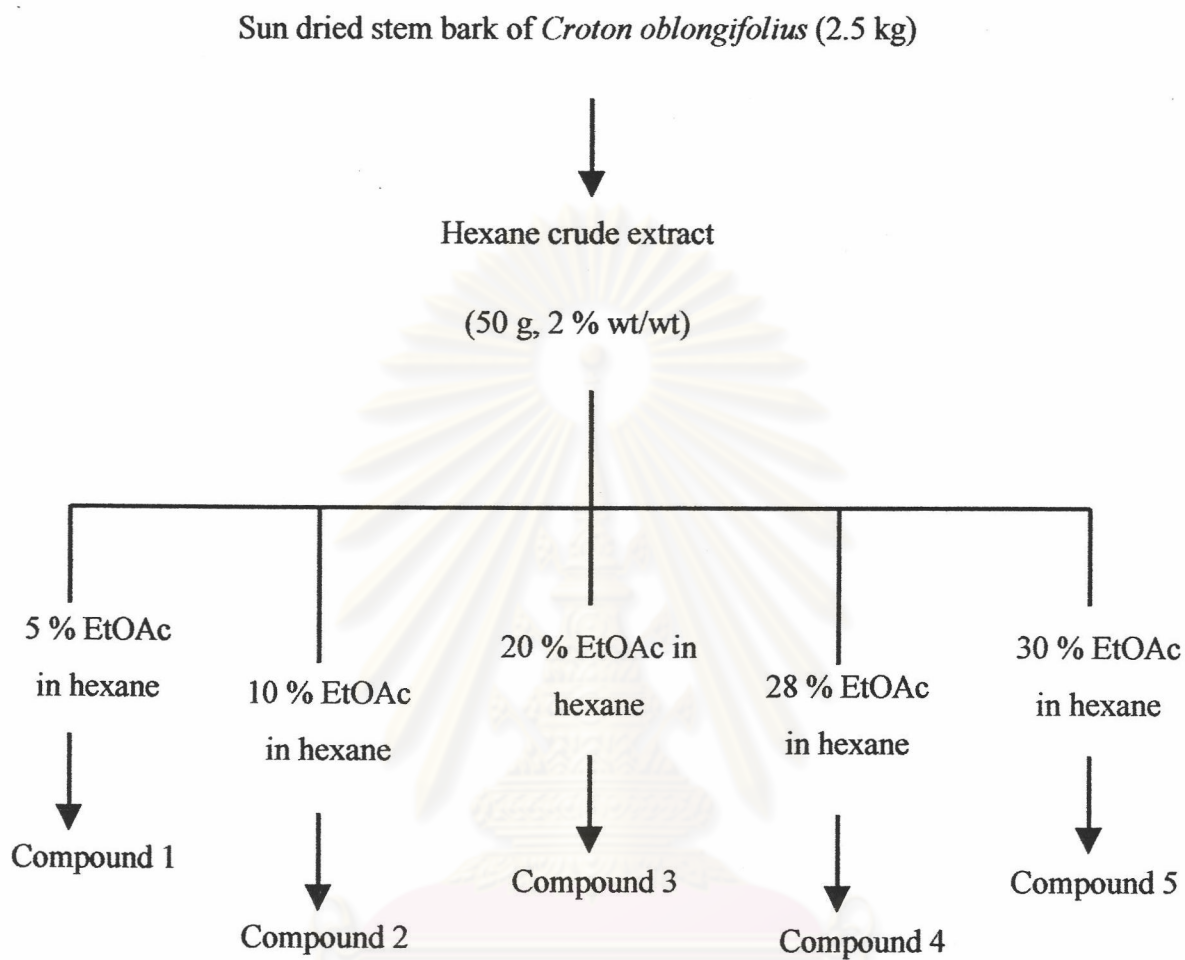 Sun dried stem bark of Croton oblongifolius (2.5 kg)
Hexane crude extract
(50 g, 2 % wt/wt)
5 % EtOAc
in hexane
Compound 1
10 % EtOAc
in hexane
Compound 2
20 % EtOAc in
hexane
Compound 3
28 % EtOAc
in hexane
Compound 4
30 % EtOAc
in hexane
Compound 5